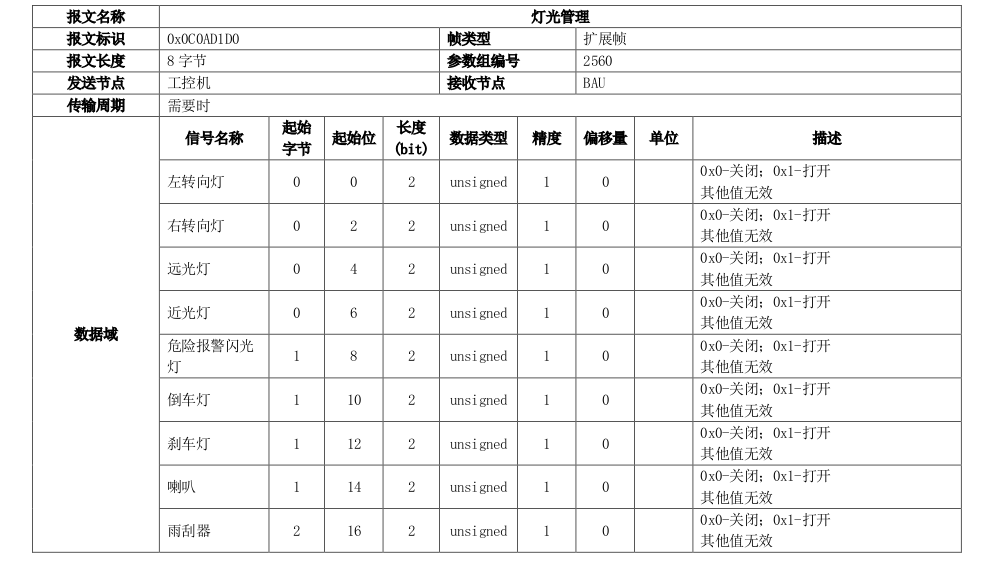 报文名称 灯光管理
报文标识 0x0C0AD1D0 帧类型 扩展帧
报文长度 8 字节 参数组编号 2560
发送节点 工控机 接收节点 BAU
传输周期 需要时
数据域
信号名称 起始字节 起始位 长度(bit) 数据类型 精度 偏移量 单位 描述
左转向灯 0 0 2 unsigned 1 0 0x0-关闭；0x1-打开
其他值无效
右转向灯 0 2 2 unsigned 1 0 0x0-关闭；0x1-打开
其他值无效
远光灯 0 4 2 unsigned 1 0 0x0-关闭；0x1-打开
其他值无效
近光灯 0 6 2 unsigned 1 0 0x0-关闭；0x1-打开
其他值无效
危险报警闪光灯 1 8 2 unsigned 1 0 0x0-关闭；0x1-打开
其他值无效
倒车灯 1 10 2 unsigned 1 0 0x0-关闭；0x1-打开
其他值无效
刹车灯 1 12 2 unsigned 1 0 0x0-关闭；0x1-打开
其他值无效
喇叭 1 14 2 unsigned 1 0 0x0-关闭；0x1-打开
其他值无效
雨刮器 2 16 2 unsigned 1 0 0x0-关闭；0x1-打开
其他值无效